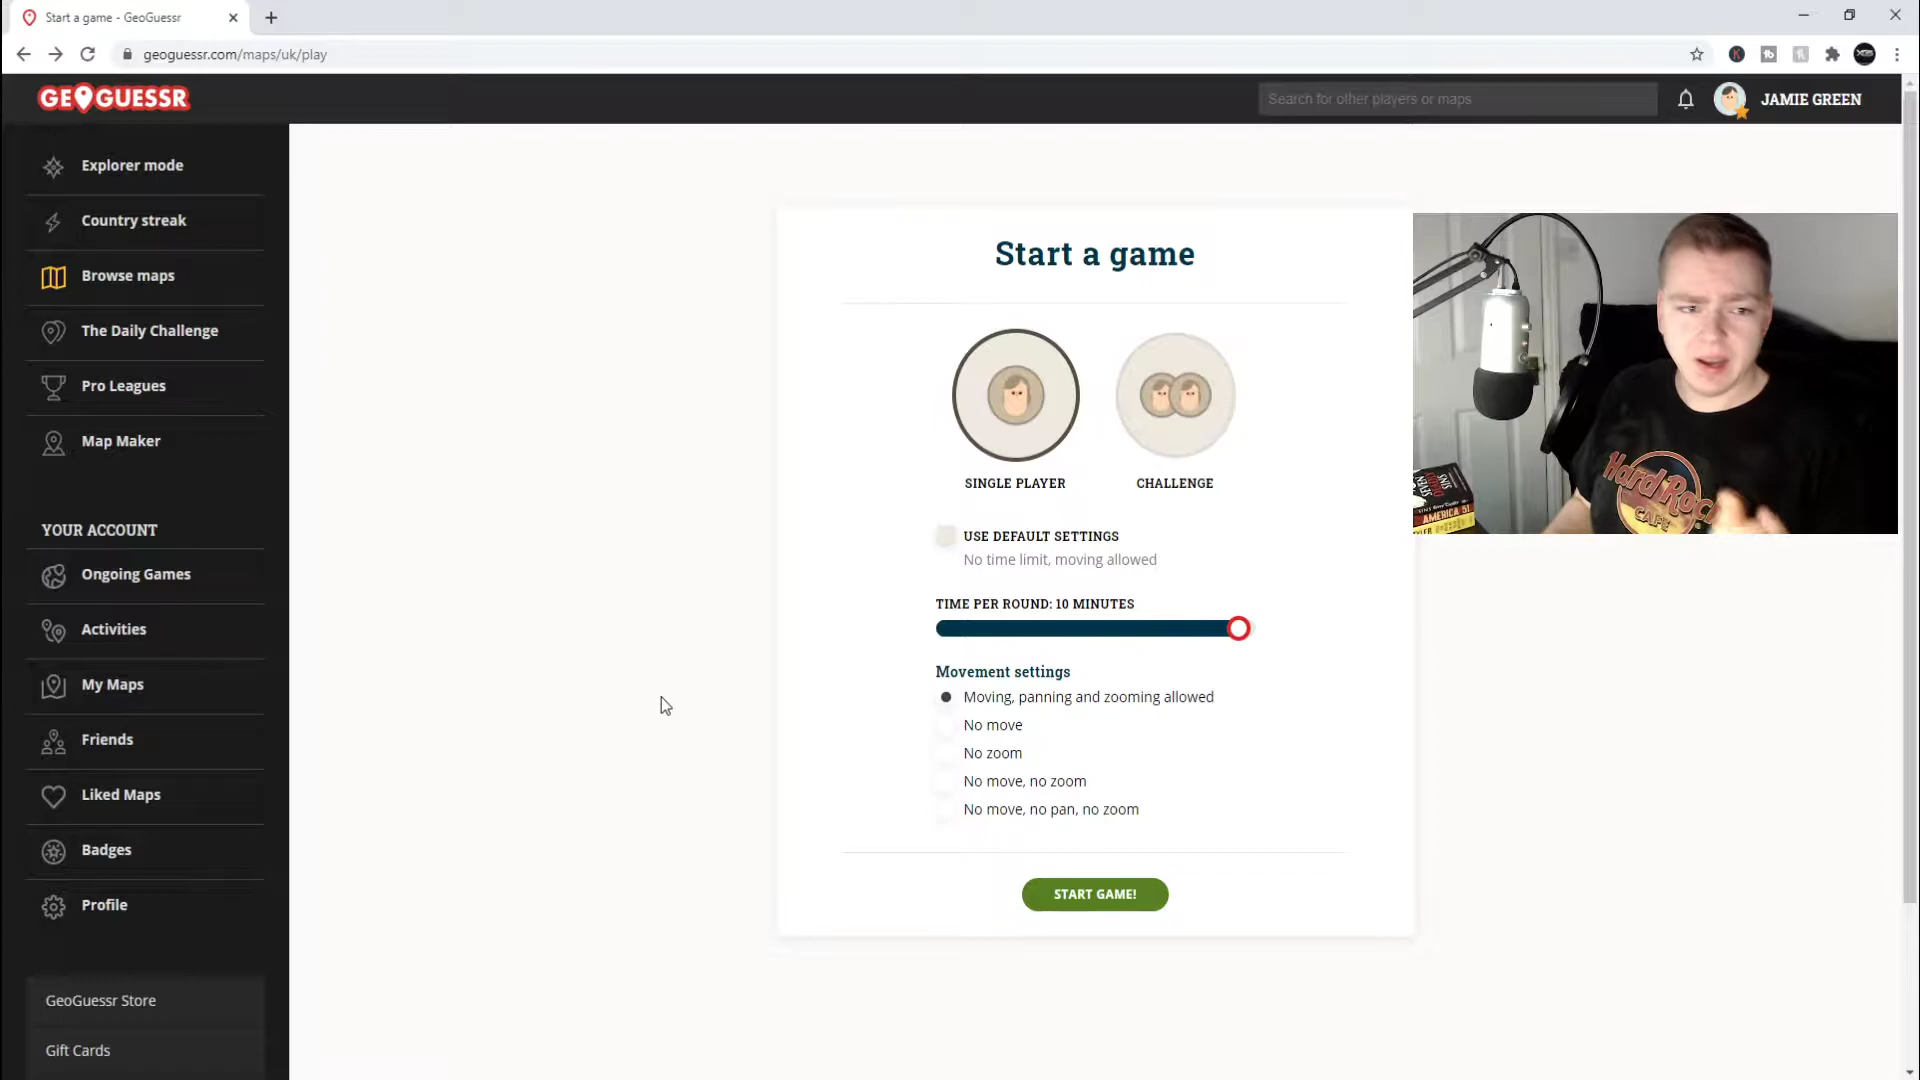 Start a game - GeoGuessr
geoguessr.com/maps/uk/play
GEOGUESSR
Search for other players or maps
JAMIE GREEN
Explorer mode
Country streak
Browse maps
The Daily Challenge
Pro Leagues
Map Maker
YOUR ACCOUNT
Ongoing Games
Activities
My Maps
Friends
Liked Maps
Badges
Profile
GeoGuessr Store
Gift Cards
Start a game
SINGLE PLAYER
CHALLENGE
USE DEFAULT SETTINGS
No time limit, moving allowed
TIME PER ROUND: 10 MINUTES
Movement settings
Moving, panning and zooming allowed
No move
No zoom
No move, no zoom
No move, no pan, no zoom
START GAME!
Hard Rock
CAFE
SEVEN
DEADLY
SINS
AMERICA 51